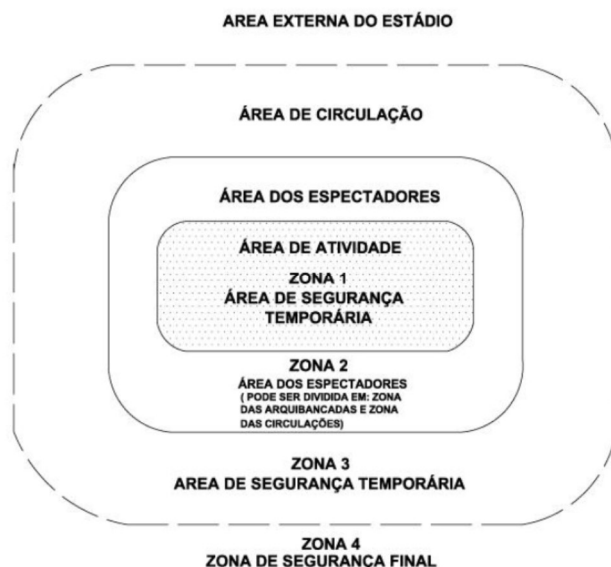 AREA EXTERNA DO ESTÁDIO
ÁREA DE CIRCULAÇÃO
ÁREA DOS ESPECTADORES
ÁREA DE ATIVIDADE
ZONA 1
ÁREA DE SEGURANÇA
TEMPORÁRIA
ZONA 2
ÁREA DOS ESPECTADORES
( PODE SER DIVIDIDA EM: ZONA
DAS ARQUIBANCADAS E ZONA
DAS CIRCULAÇÕES)
ZONA 3
AREA DE SEGURANÇA TEMPORÁRIA
ZONA 4
ZONA DE SEGURANÇA FINAL